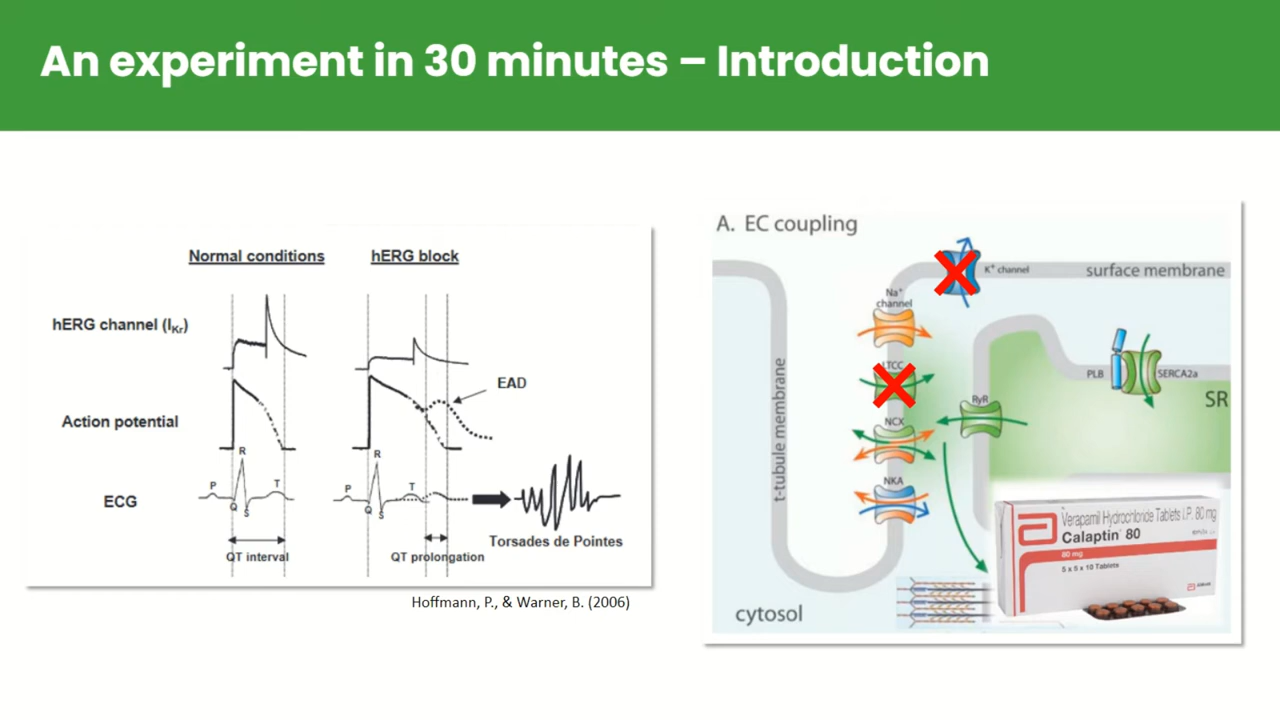 An experiment in 30 minutes – Introduction
Normal conditions
hERG block
hERG channel (IKr)
EAD
Action potential
R
R
P
T
Q
S
P
T
Q
S
ECG
QT interval
QT prolongation
Torsades de Pointes
Hoffmann, P., & Warner, B. (2006)
A. EC coupling
K+ channel
surface membrane
Na+
channel
LTCC
PLB
SERCA2a
SR
RyR
NCX
NKA
t-tubule membrane
cytosol
Verapamil Hydrochloride Tablets I.P. 80 mg
Calaptin 80
80 mg
5 x 5 x 10 Tablets